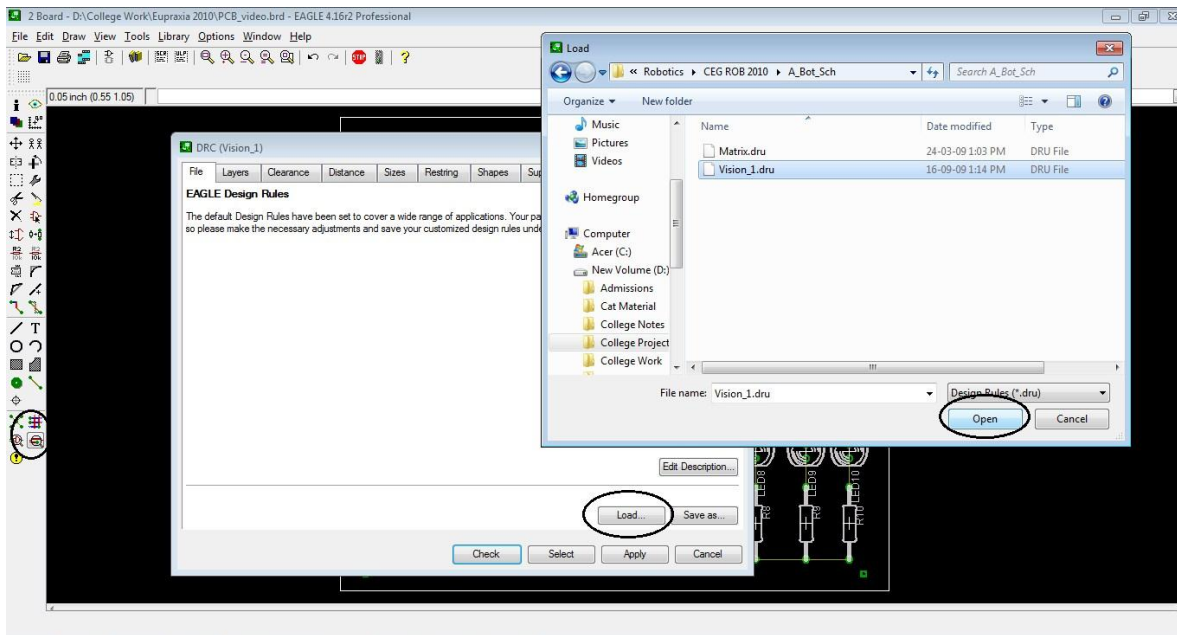 2 Board - D:\College Work\Eupraxia 2010\PCB_video.brd - EAGLE 4.16r2 Professional
File Edit Draw View Tools Library Options Window Help
SCR ULP STOP ?
0.05 inch (0.55 1.05)
DRC (Vision_1)
File Layers Clearance Distance Sizes Restring Shapes
EAGLE Design Rules
The default Design Rules have been set to cover a wide range of applications. Your
so please make the necessary adjustments and save your customized design rules
Edit Description...
Load... Save as...
Check Select Apply Cancel
Load
« Robotics CEG ROB 2010 A_Bot_Sch
Search A_Bot_Sch
Organize New folder
Music
Pictures
Videos
Homegroup
Computer
Acer (C:)
New Volume (D:)
Admissions
Cat Material
College Notes
College Project
College Work
Name Date modified Type
Matrix.dru 24-03-09 1:03 PM DRU File
Vision_1.dru 16-09-09 1:14 PM DRU File
File name: Vision_1.dru Design Rules (*.dru)
Open Cancel
LED8 LED9 LED10
R8 R9 R10